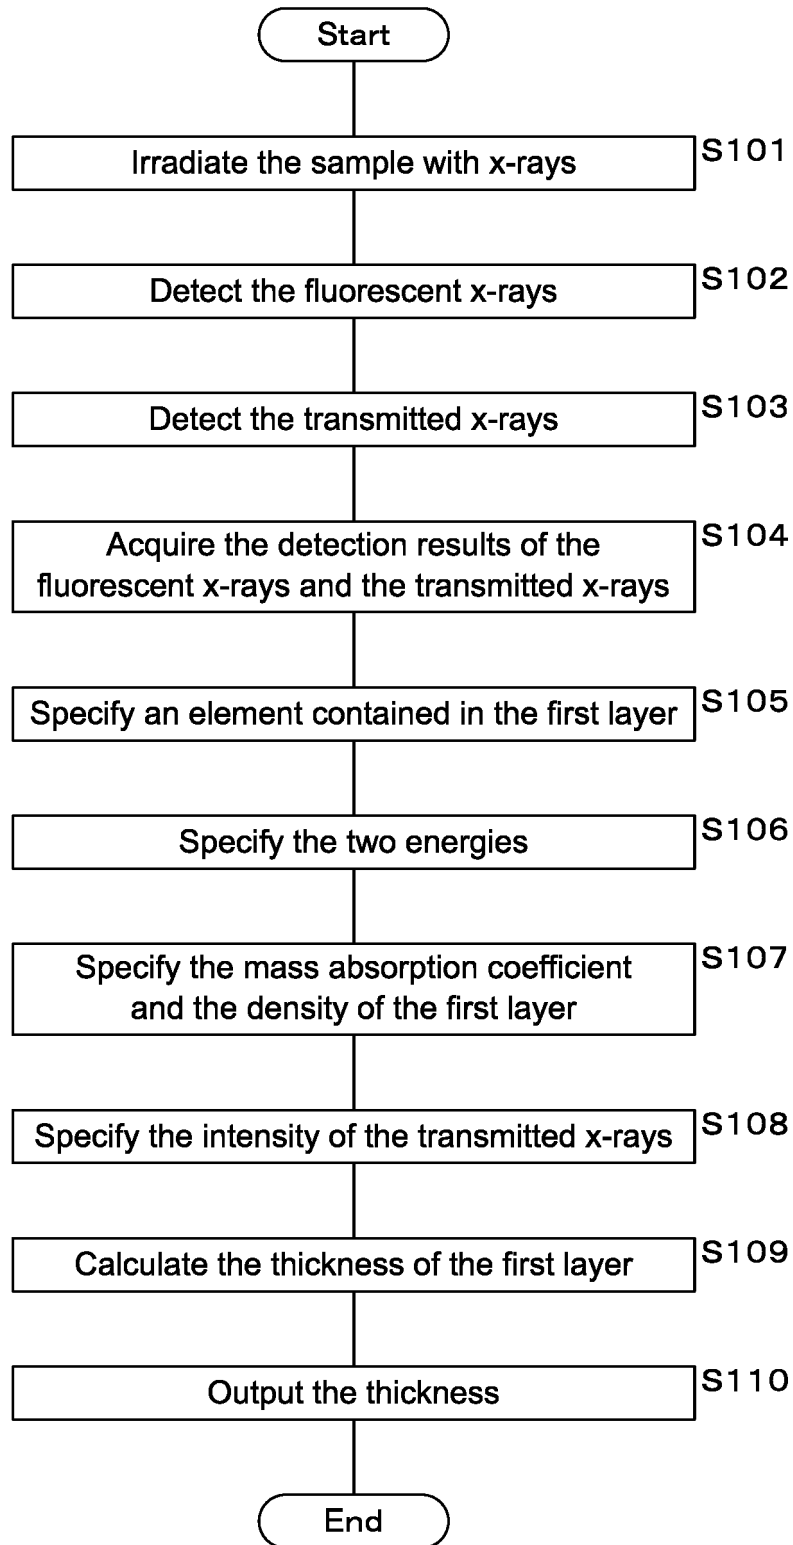 Start
Irradiate the sample with x-rays
S101
Detect the fluorescent x-rays
S102
Detect the transmitted x-rays
S103
Acquire the detection results of the
fluorescent x-rays and the transmitted x-rays
S104
Specify an element contained in the first layer
S105
Specify the two energies
S106
Specify the mass absorption coefficient
and the density of the first layer
S107
Specify the intensity of the transmitted x-rays
S108
Calculate the thickness of the first layer
S109
Output the thickness
S110
End